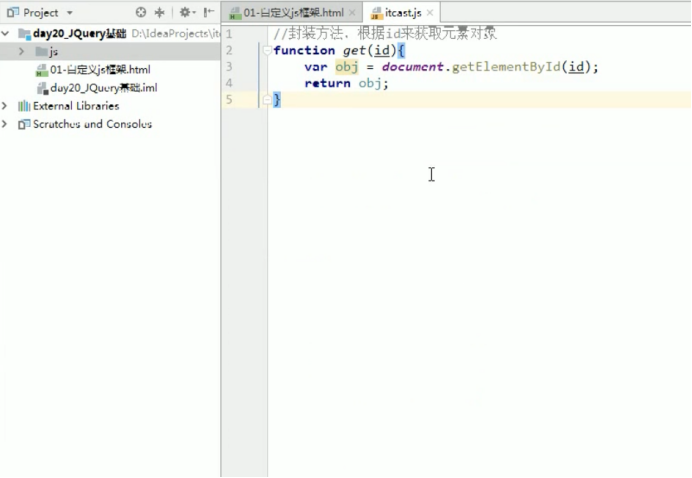 Project
01-自定义js框架.html
itcast.js
day20_JQuery基础 D:\IdeaProjects\it
js
01-自定义js框架.html
day20_JQuery基础.iml
External Libraries
Scratches and Consoles
1 //封装方法，根据id来获取元素对象
2 function get(id){
3 var obj = document.getElementById(id);
4 return obj;
5 }